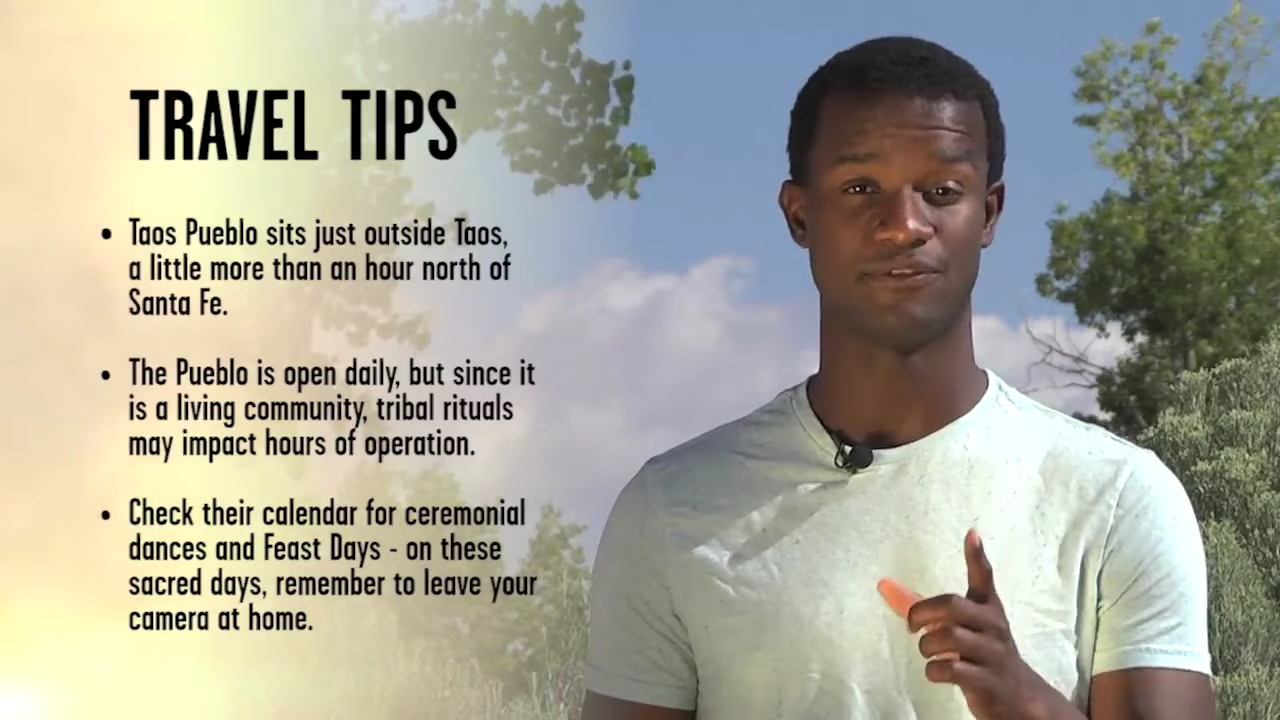 TRAVEL TIPS
• Taos Pueblo sits just outside Taos,
a little more than an hour north of
Santa Fe.
• The Pueblo is open daily, but since it
is a living community, tribal rituals
may impact hours of operation.
• Check their calendar for ceremonial
dances and Feast Days - on these
sacred days, remember to leave your
camera at home.